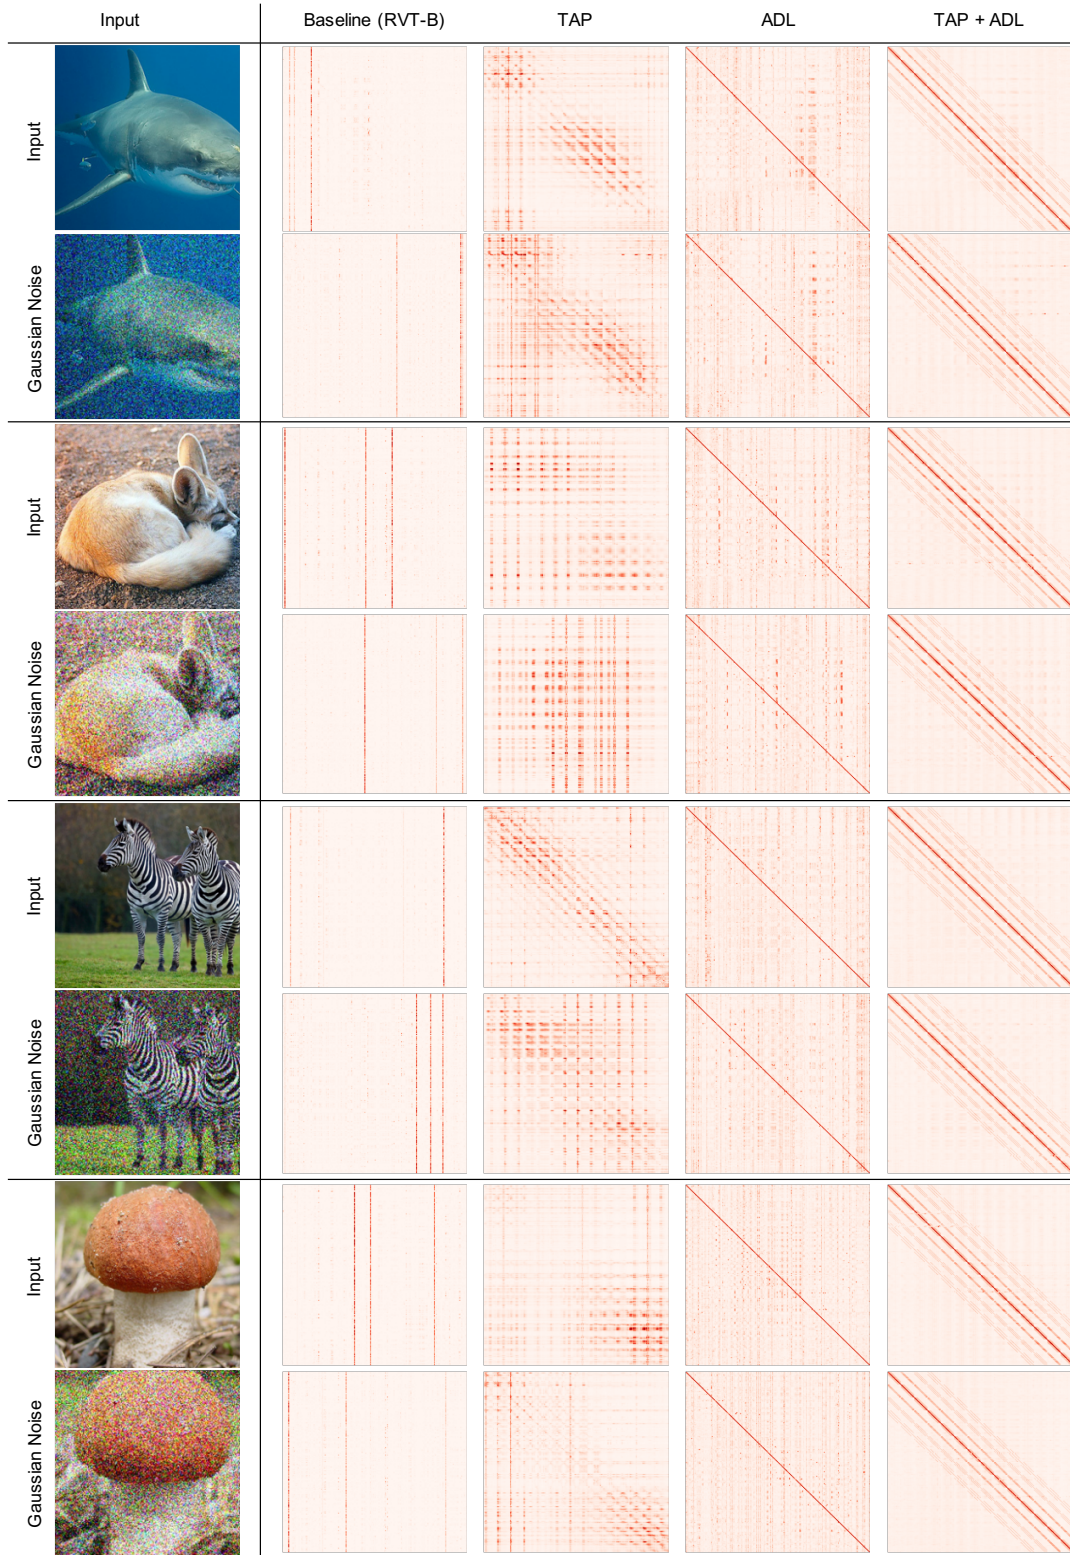 Input Baseline (RVT-B) TAP ADL TAP + ADL
Input
Gaussian Noise
Input
Gaussian Noise
Input
Gaussian Noise
Input
Gaussian Noise